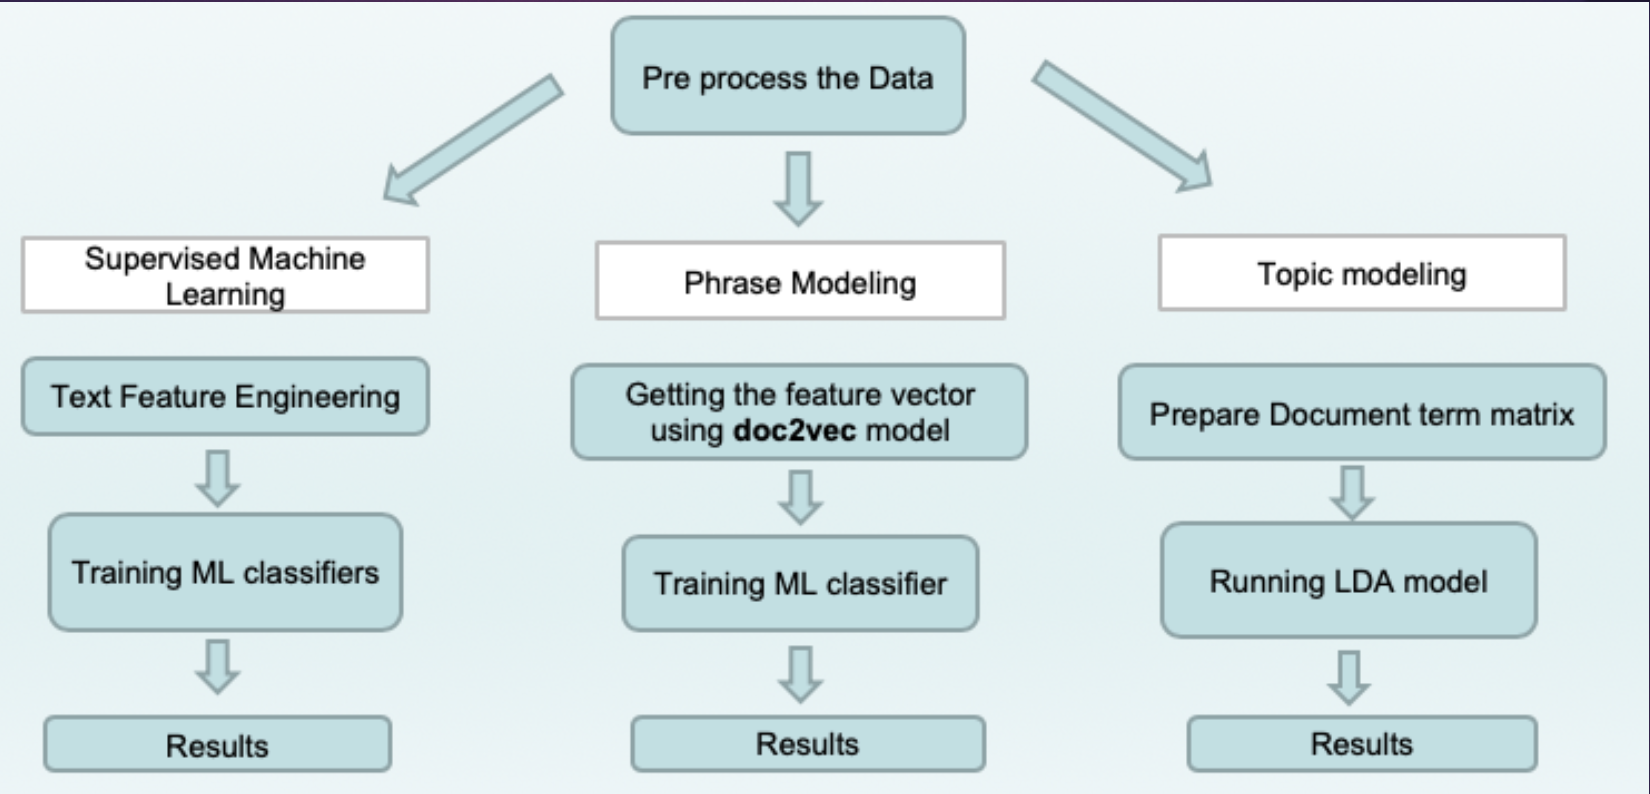 Pre process the Data
Supervised Machine
Learning
Text Feature Engineering
Training ML classifiers
Results
Phrase Modeling
Getting the feature vector
using doc2vec model
Training ML classifier
Results
Topic modeling
Prepare Document term matrix
Running LDA model
Results